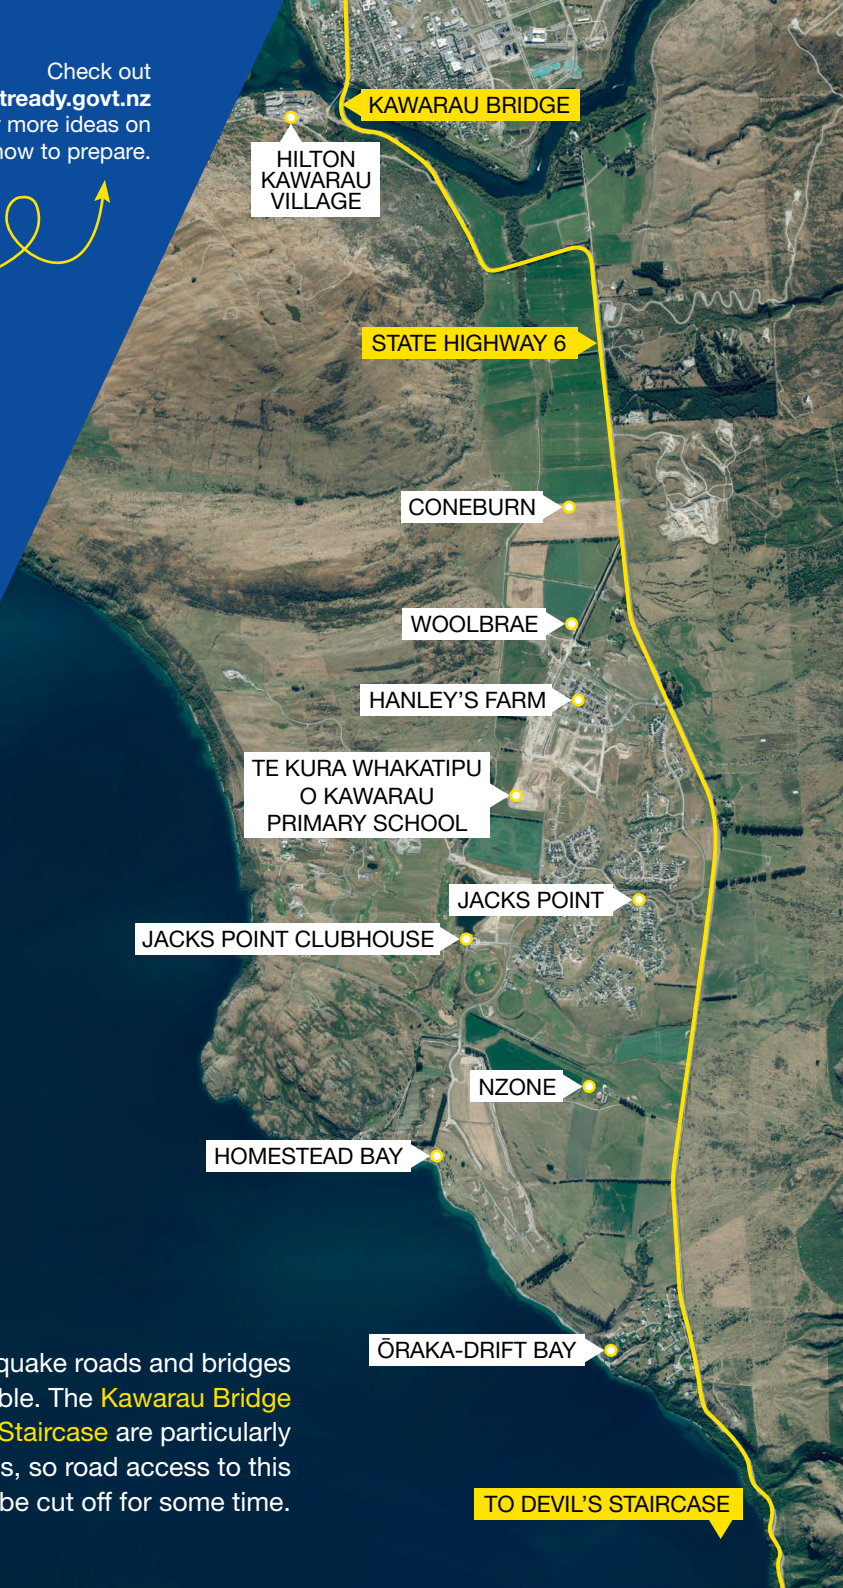 Check out
tready.govt.nz
more ideas on
how to prepare.
KAWARAU BRIDGE
HILTON
KAWARAU
VILLAGE
STATE HIGHWAY 6
CONEBURN
WOOLBRAE
HANLEY'S FARM
TE KURA WHAKATIPU
O KAWARAU
PRIMARY SCHOOL
JACKS POINT
JACKS POINT CLUBHOUSE
NZONE
HOMESTEAD BAY
ŌRAKA-DRIFT BAY
quake roads and bridges
ble. The Kawarau Bridge
Staircase are particularly
s, so road access to this
be cut off for some time.
TO DEVIL'S STAIRCASE